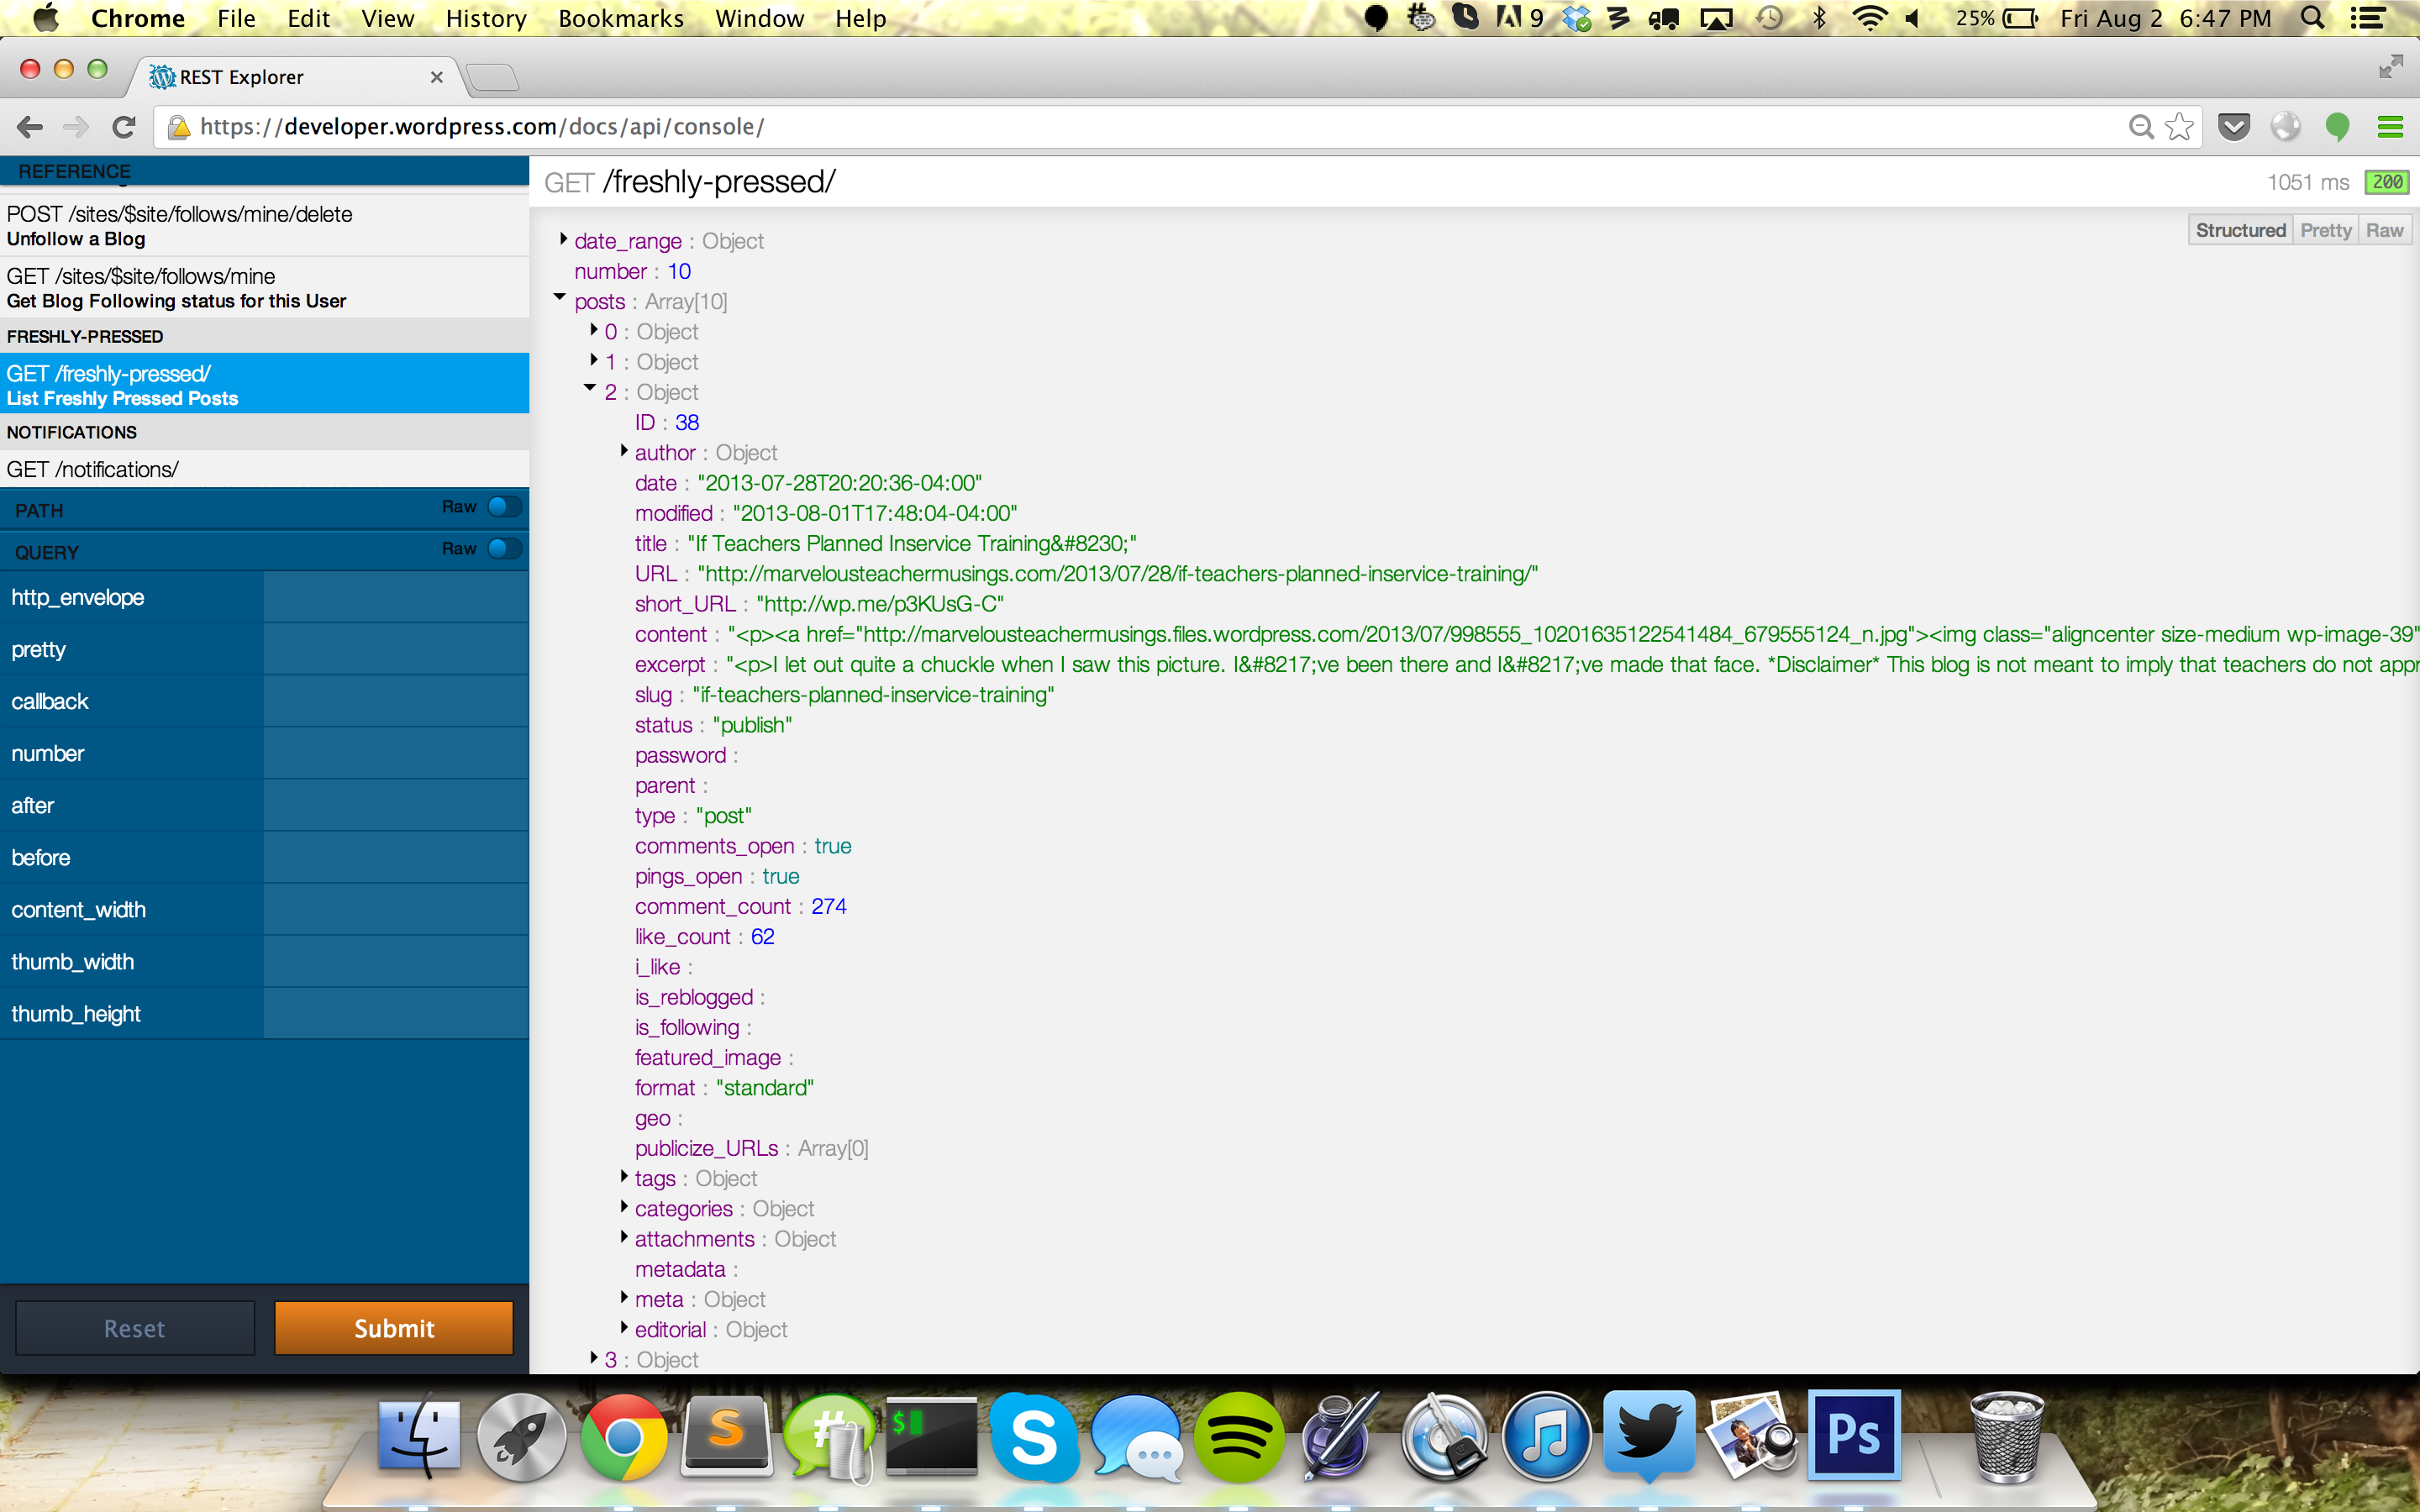 Chrome File Edit View History Bookmarks Window Help 9 25% Fri Aug 2 6:47 PM
REST Explorer
https://developer.wordpress.com/docs/api/console/
REFERENCE
POST /sites/$site/follows/mine/delete
Unfollow a Blog
GET /sites/$site/follows/mine
Get Blog Following status for this User
FRESHLY-PRESSED
GET /freshly-pressed/
List Freshly Pressed Posts
NOTIFICATIONS
GET /notifications/
PATH Raw
QUERY Raw
http_envelope
pretty
callback
number
after
before
content_width
thumb_width
thumb_height
Reset Submit
GET /freshly-pressed/ 1051 ms 200
Structured Pretty Raw
date_range : Object
number : 10
posts : Array[10]
0 : Object
1 : Object
2 : Object
ID : 38
author : Object
date : "2013-07-28T20:20:36-04:00"
modified : "2013-08-01T17:48:04-04:00"
title : "If Teachers Planned Inservice Training&#8230;"
URL : "http://marvelousteachermusings.com/2013/07/28/if-teachers-planned-inservice-training/"
short_URL : "http://wp.me/p3KUsG-C"
content : "<p><a href="http://marvelousteachermusings.files.wordpress.com/2013/07/998555_10201635122541484_679555124_n.jpg"><img class="aligncenter size-medium wp-image-39"
excerpt : "<p>I let out quite a chuckle when I saw this picture. I&#8217;ve been there and I&#8217;ve made that face. *Disclaimer* This blog is not meant to imply that teachers do not appr
slug : "if-teachers-planned-inservice-training"
status : "publish"
password :
parent :
type : "post"
comments_open : true
pings_open : true
comment_count : 274
like_count : 62
i_like :
is_reblogged :
is_following :
featured_image :
format : "standard"
geo :
publicize_URLs : Array[0]
tags : Object
categories : Object
attachments : Object
metadata :
meta : Object
editorial : Object
3 : Object
S # $ S Ps